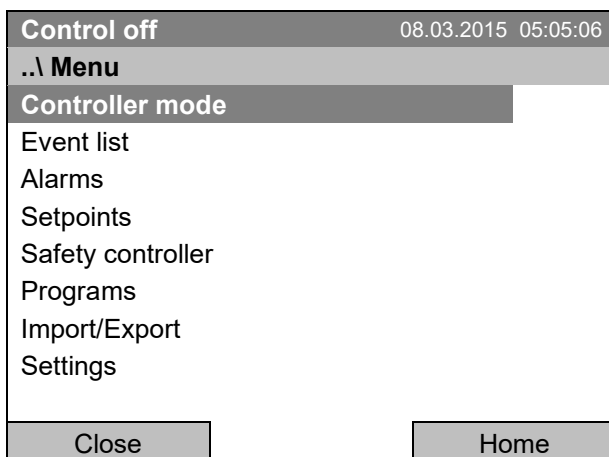 Control off 08.03.2015 05:05:06
..\ Menu
Controller mode
Event list
Alarms
Setpoints
Safety controller
Programs
Import/Export
Settings
Close Home